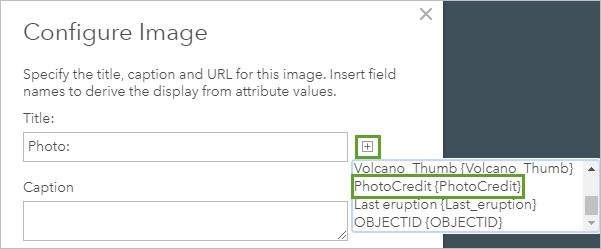 Configure Image
Specify the title, caption and URL for this image. Insert field
names to derive the display from attribute values.
Title:
Photo:
Volcano_Thumb {Volcano_Thumb}
PhotoCredit {PhotoCredit}
Last eruption {Last_eruption}
OBJECTID {OBJECTID}
Caption